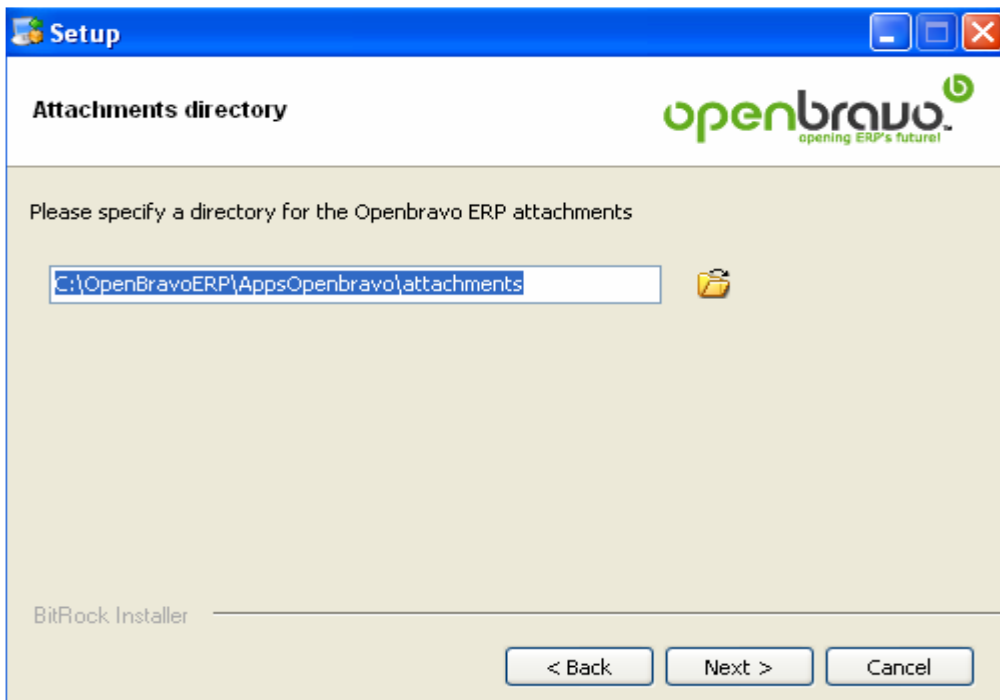 Setup
Attachments directory
openbravo™
opening ERP's future!
Please specify a directory for the Openbravo ERP attachments
C:\OpenBravoERP\AppsOpenbravo\attachments
BitRock Installer
< Back
Next >
Cancel